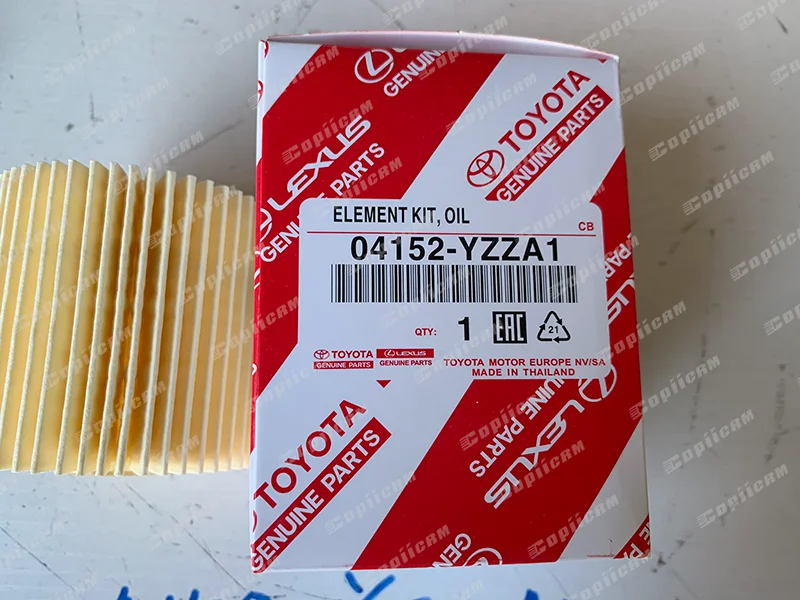 GENUINE PARTS
TOYOTA
GENUINE PARTS
LEXUS
GENUINE PARTS
ELEMENT KIT, OIL
CB
04152-YZZA1
QTY: 1 EAC 21
TOYOTA LEXUS
GENUINE PARTS GENUINE PARTS
TOYOTA MOTOR EUROPE NV/SA
MADE IN THAILAND
TOYOTA
GENUINE PARTS
LEXUS
GENUINE PARTS
GENUINE
Copiicam